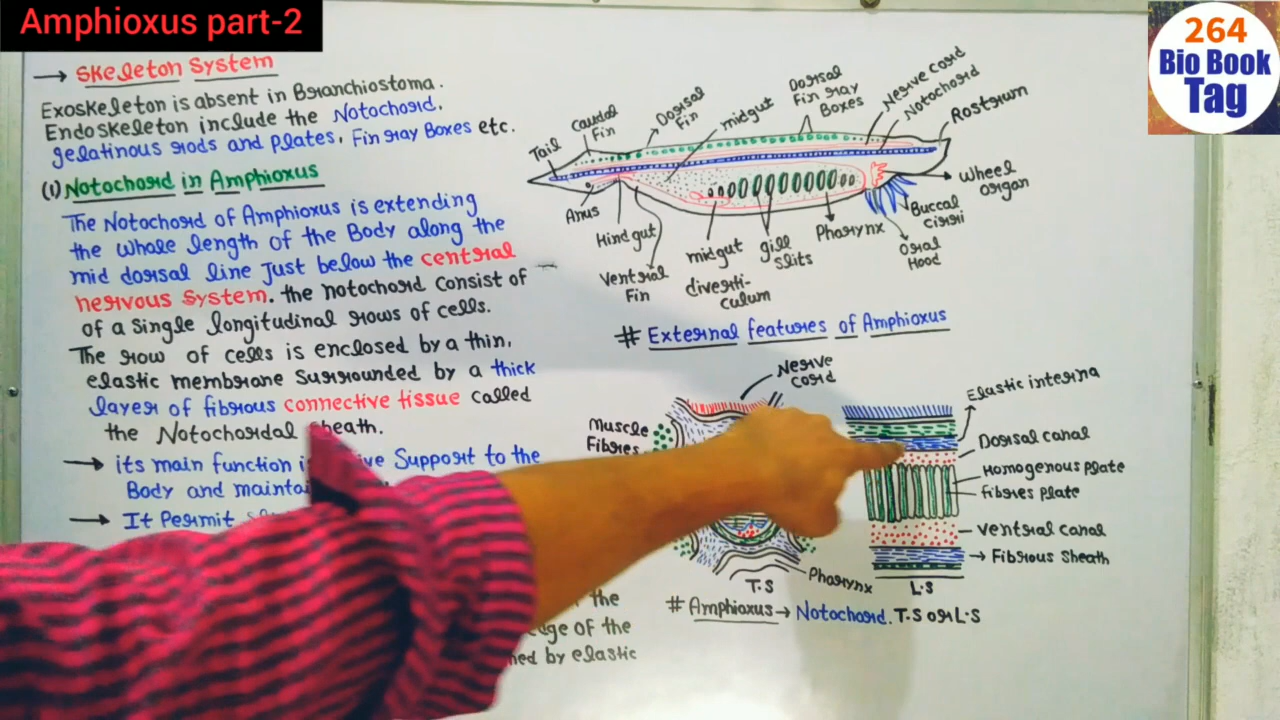 Amphioxus part-2
264
Bio Book
Tag
→ Skeleton System
Exoskeleton is absent in Branchiostoma.
Endoskeleton include the Notochord,
gelatinous rods and plates, Fin ray Boxes etc.
(1) Notochord in Amphioxus
The Notochord of Amphioxus is extending
the whole length of the Body along the
mid dorsal line Just below the central
nervous system. the notochord consist of
of a single longitudinal rows of cells.
The row of cells is enclosed by a thin,
elastic membrane surrounded by a thick
layer of fibrous connective tissue called
the Notochordal sheath.
→ its main function Support to the
Body and
→ It Permit
the
of the
by elastic
Tail
Caudal
Fin
Dorsal
Fin
midgut
Dorsal
Fin ray
Boxes
Nerve cord
Notochord
Rostrum
Wheel
organ
Buccal
cirri
Oral
Hood
Pharynx
gill
slits
midgut
diverti-
culum
Ventral
Fin
Hindgut
Anus
# External features of Amphioxus
Nerve
cord
Muscle
Fibres
Pharynx
T.S
Elastic interna
Dorsal canal
Homogenous plate
fibres plate
ventral canal
→ Fibrous Sheath
L.S
# Amphioxus → Notochord. T.S or L.S